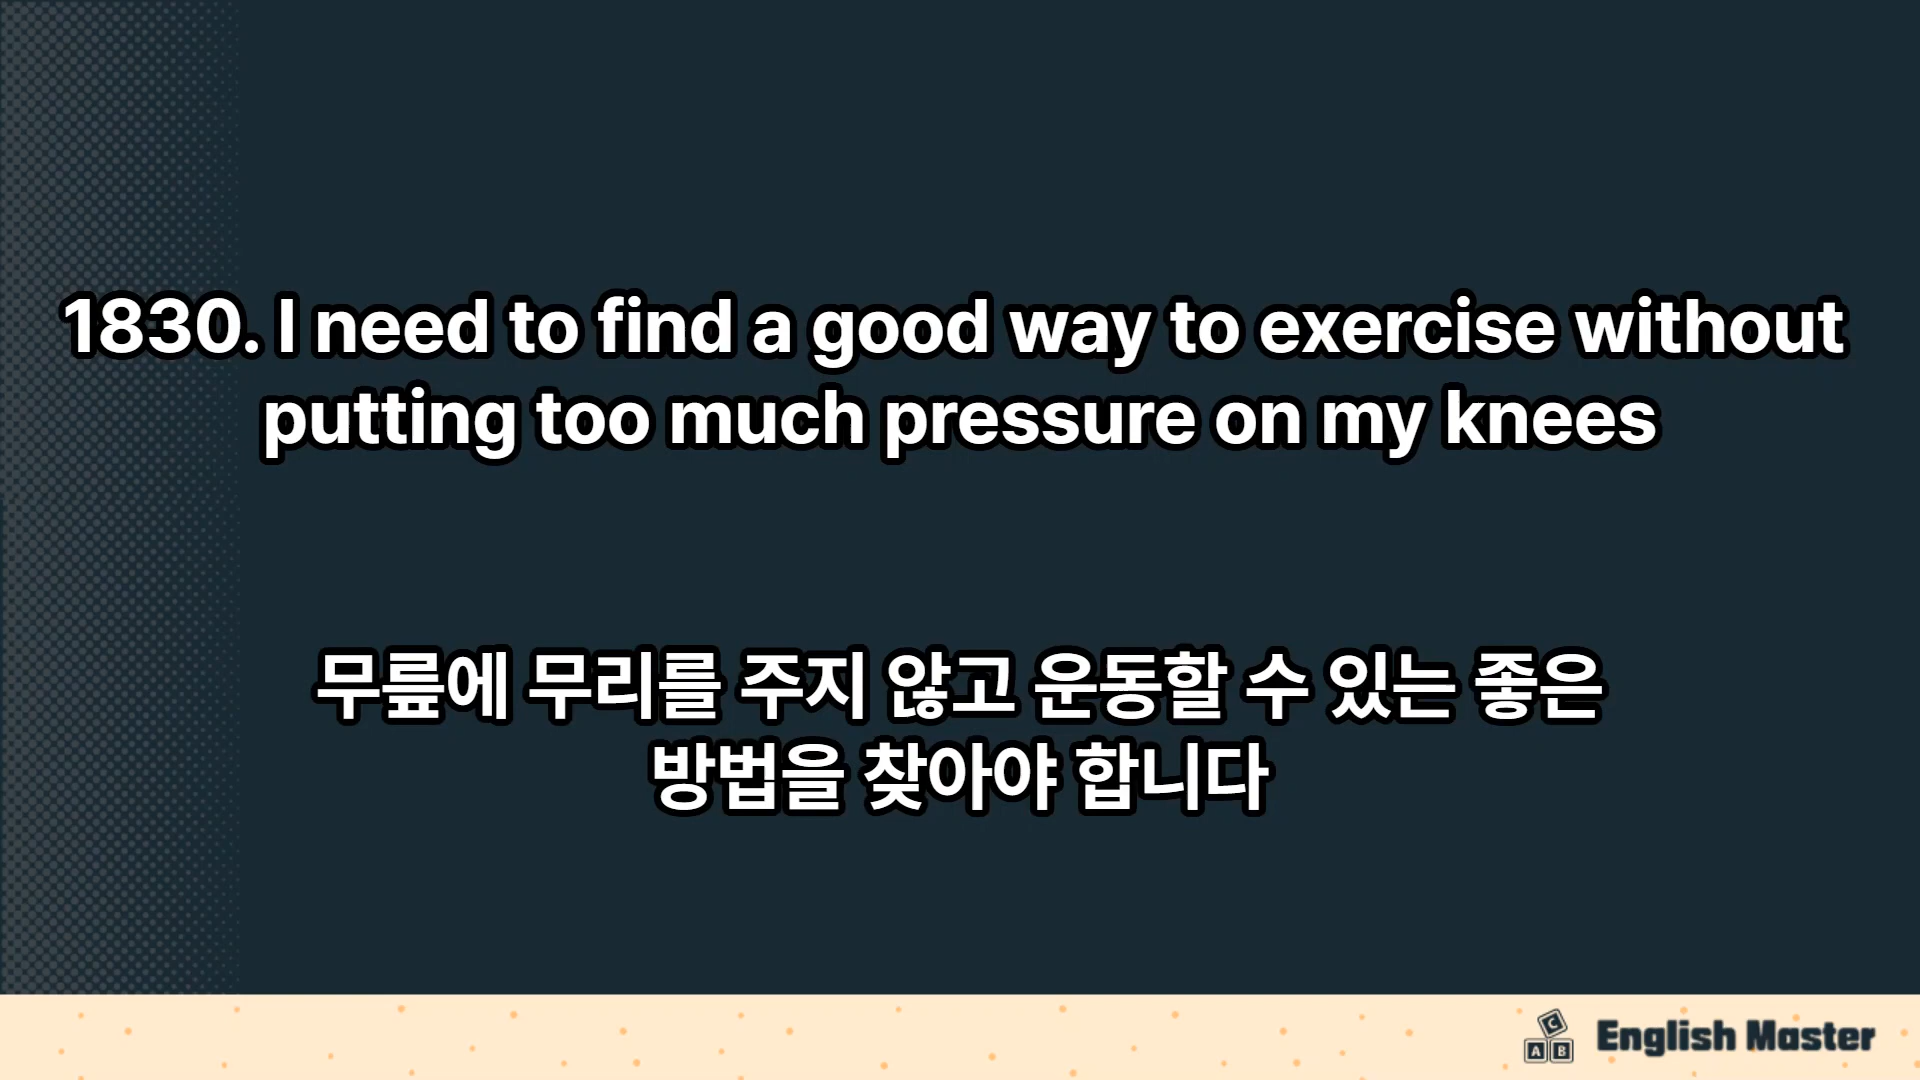 1830. I need to find a good way to exercise without
putting too much pressure on my knees
무릎에 무리를 주지 않고 운동할 수 있는 좋은
방법을 찾아야 합니다
C
A B English Master